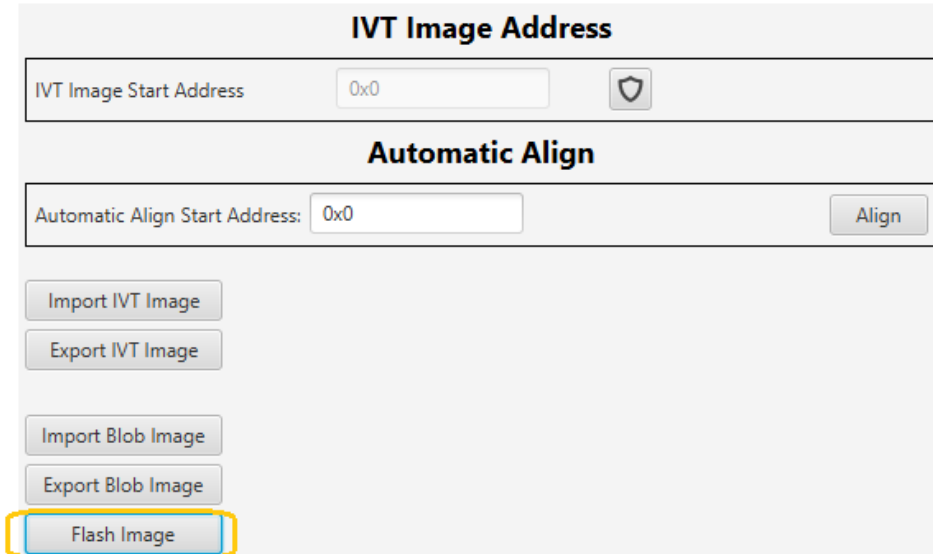 IVT Image Address
IVT Image Start Address 0x0
Automatic Align
Automatic Align Start Address: 0x0 Align
Import IVT Image
Export IVT Image
Import Blob Image
Export Blob Image
Flash Image